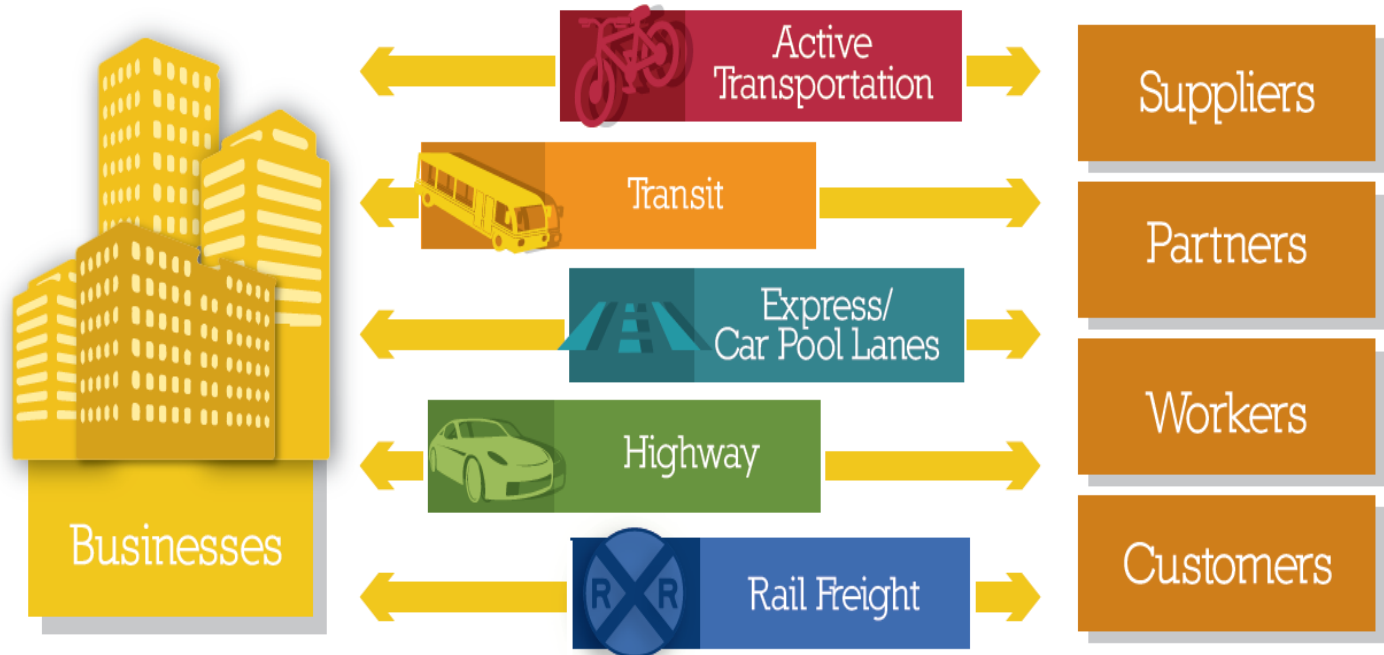 Businesses
Active
Transportation
Transit
Express/
Car Pool Lanes
Highway
R R
Rail Freight
Suppliers
Partners
Workers
Customers